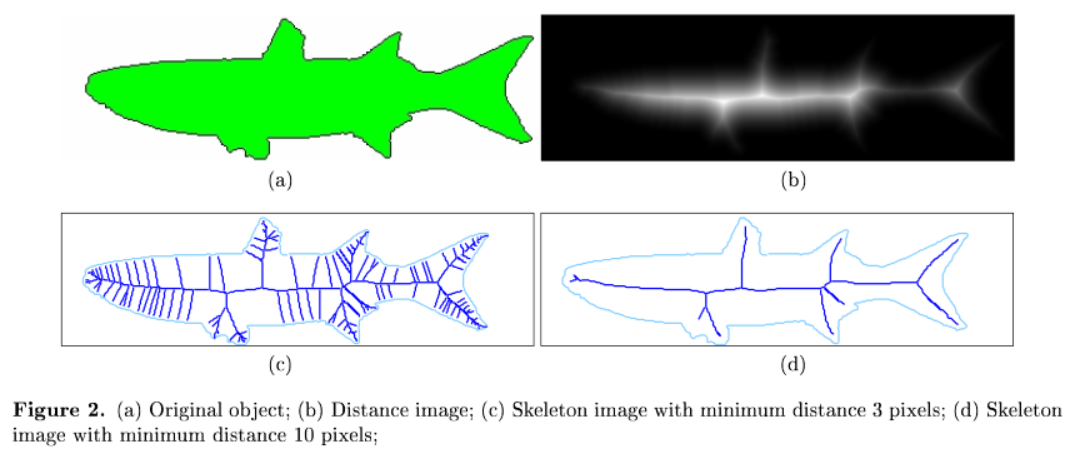 (a)
(b)
(c)
(d)
Figure 2. (a) Original object; (b) Distance image; (c) Skeleton image with minimum distance 3 pixels; (d) Skeleton
image with minimum distance 10 pixels;